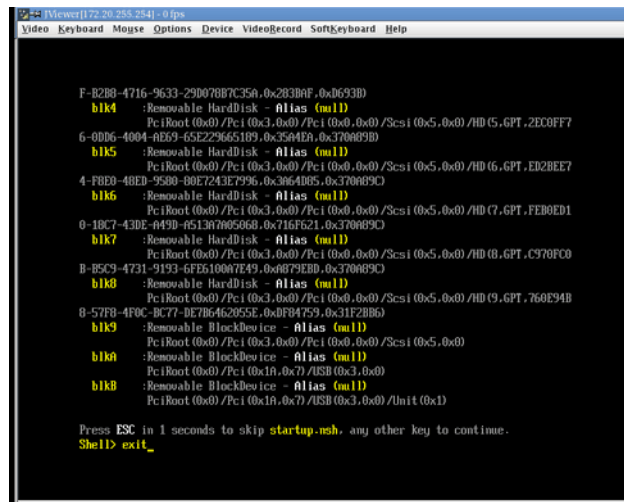 JViewer[172.20.255.254] - 0 fps
Video Keyboard Mouse Options Device VideoRecord SoftKeyboard Help
F-B2B8-4716-9633-29D078B7C35A,0x283BAF,0xD693B)
blk4 :Removable HardDisk - Alias (null)
PciRoot(0x0)/Pci(0x3,0x0)/Pci(0x0,0x0)/Scsi(0x5,0x0)/HD(5,GPT,2EC0FF7
6-0DD6-4004-AE69-65E229665189,0x35A4EA,0x370A89B)
blk5 :Removable HardDisk - Alias (null)
PciRoot(0x0)/Pci(0x3,0x0)/Pci(0x0,0x0)/Scsi(0x5,0x0)/HD(6,GPT,ED2BEE7
4-F8E0-48ED-9580-80E7243E7996,0x3A64D85,0x370A89C)
blk6 :Removable HardDisk - Alias (null)
PciRoot(0x0)/Pci(0x3,0x0)/Pci(0x0,0x0)/Scsi(0x5,0x0)/HD(7,GPT,FEB0ED1
0-18C7-43DE-A49D-A513A7A0506B,0x716F621,0x370A89C)
blk7 :Removable HardDisk - Alias (null)
PciRoot(0x0)/Pci(0x3,0x0)/Pci(0x0,0x0)/Scsi(0x5,0x0)/HD(8,GPT,C970FC0
B-B5C9-4731-9193-6FE6100A7E49,0xA879EBD,0x370A89C)
blk8 :Removable HardDisk - Alias (null)
PciRoot(0x0)/Pci(0x3,0x0)/Pci(0x0,0x0)/Scsi(0x5,0x0)/HD(9,GPT,760E94B
8-57F8-4F0C-BC77-DE7B6462055E,0xDF84759,0x31F2BB6)
blk9 :Removable BlockDevice - Alias (null)
PciRoot(0x0)/Pci(0x3,0x0)/Pci(0x0,0x0)/Scsi(0x5,0x0)
blkA :Removable BlockDevice - Alias (null)
PciRoot(0x0)/Pci(0x1A,0x7)/USB(0x3,0x0)
blkB :Removable BlockDevice - Alias (null)
PciRoot(0x0)/Pci(0x1A,0x7)/USB(0x3,0x0)/Unit(0x1)
Press ESC in 1 seconds to skip startup.nsh, any other key to continue.
Shell> exit_